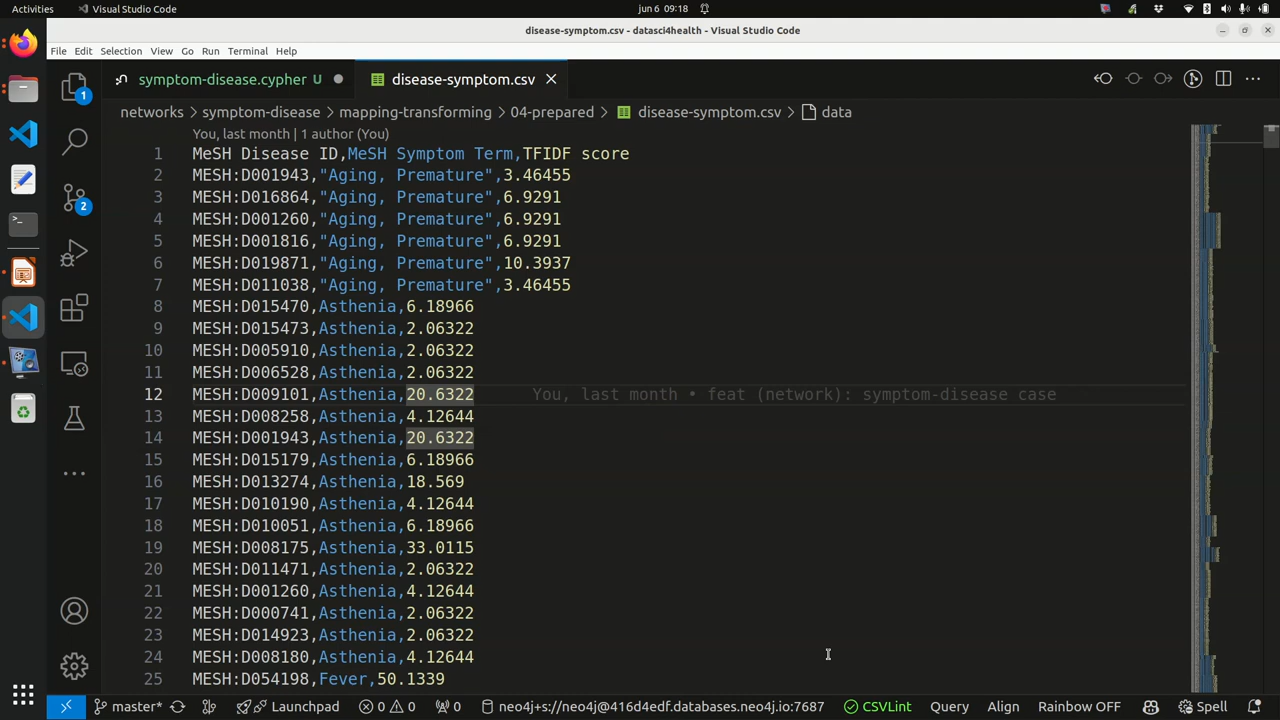 Activities
Visual Studio Code
jun 6 09:18
disease-symptom.csv - datasci4health - Visual Studio Code
File Edit Selection View Go Run Terminal Help
symptom-disease.cypher U
disease-symptom.csv
networks > symptom-disease > mapping-transforming > 04-prepared > disease-symptom.csv > data
You, last month | 1 author (You)
1 MeSH Disease ID,MeSH Symptom Term,TFIDF score
2 MESH:D001943,"Aging, Premature",3.46455
3 MESH:D016864,"Aging, Premature",6.9291
4 MESH:D001260,"Aging, Premature",6.9291
5 MESH:D001816,"Aging, Premature",6.9291
6 MESH:D019871,"Aging, Premature",10.3937
7 MESH:D011038,"Aging, Premature",3.46455
8 MESH:D015470,Asthenia,6.18966
9 MESH:D015473,Asthenia,2.06322
10 MESH:D005910,Asthenia,2.06322
11 MESH:D006528,Asthenia,2.06322
12 MESH:D009101,Asthenia,20.6322 You, last month • feat (network): symptom-disease case
13 MESH:D008258,Asthenia,4.12644
14 MESH:D001943,Asthenia,20.6322
15 MESH:D015179,Asthenia,6.18966
16 MESH:D013274,Asthenia,18.569
17 MESH:D010190,Asthenia,4.12644
18 MESH:D010051,Asthenia,6.18966
19 MESH:D008175,Asthenia,33.0115
20 MESH:D011471,Asthenia,2.06322
21 MESH:D001260,Asthenia,4.12644
22 MESH:D000741,Asthenia,2.06322
23 MESH:D014923,Asthenia,2.06322
24 MESH:D008180,Asthenia,4.12644
25 MESH:D054198,Fever,50.1339
1
2
master* Launchpad 0 0 0 neo4j+s://neo4j@416d4edf.databases.neo4j.io:7687 CSVLint Query Align Rainbow OFF Spell